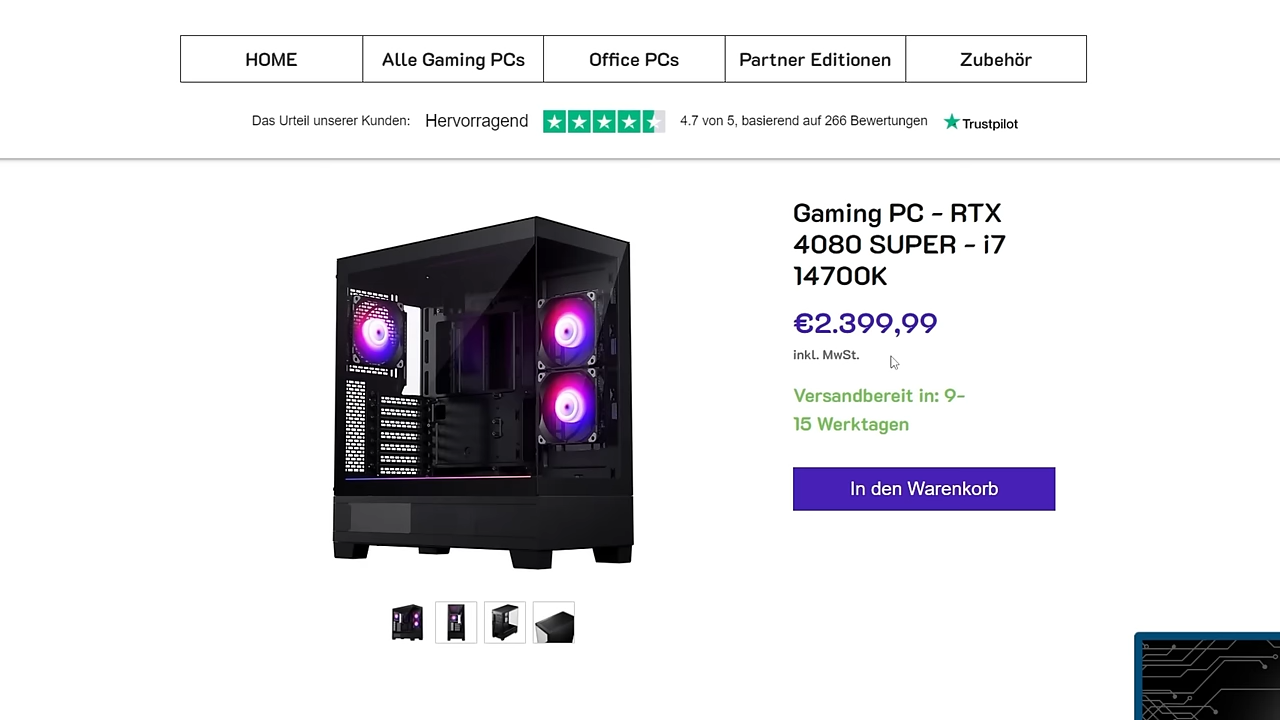 HOME
Alle Gaming PCs
Office PCs
Partner Editionen
Zubehör
Das Urteil unserer Kunden:
Hervorragend
4.7 von 5, basierend auf 266 Bewertungen
Trustpilot
Gaming PC - RTX
4080 SUPER - i7
14700K
€2.399,99
inkl. MwSt.
Versandbereit in: 9-
15 Werktagen
In den Warenkorb